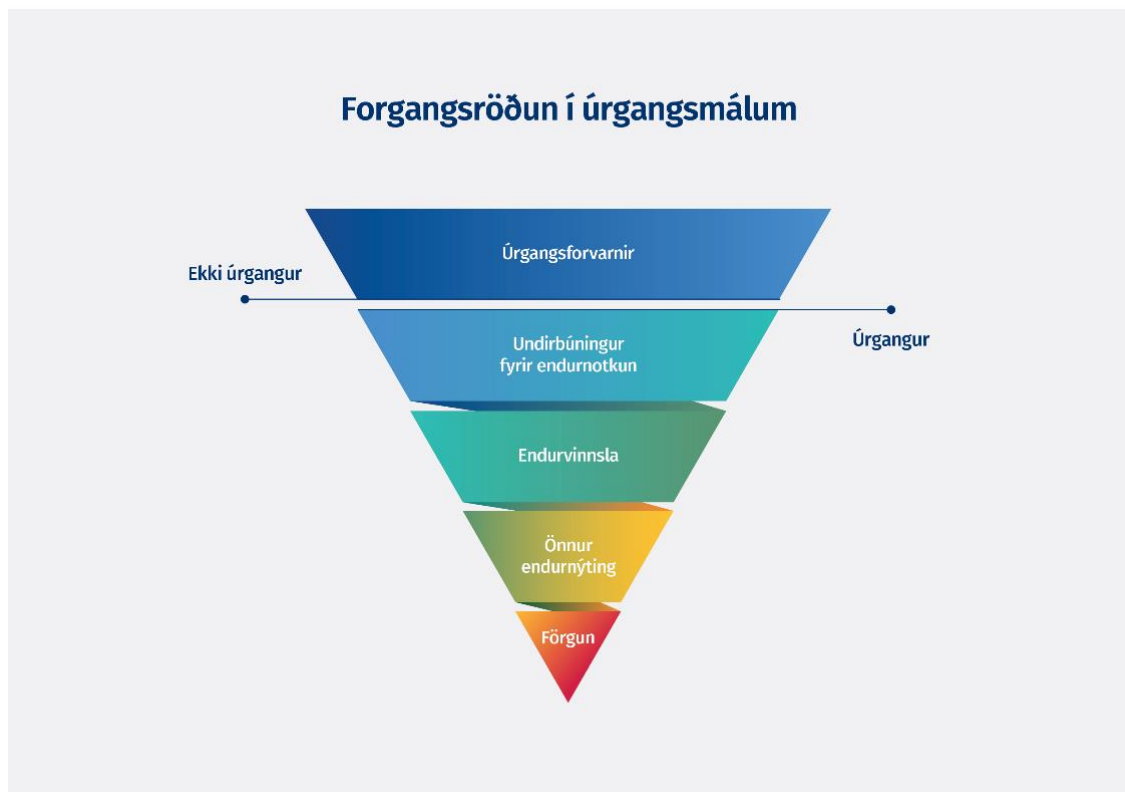 Forgangsröðun í úrgangsmálum
Úrgangsforvarnir
Ekki úrgangur
Úrgangur
Undirbúningur
fyrir endurnotkun
Endurvinnsla
Önnur
endurnýting
Förgun